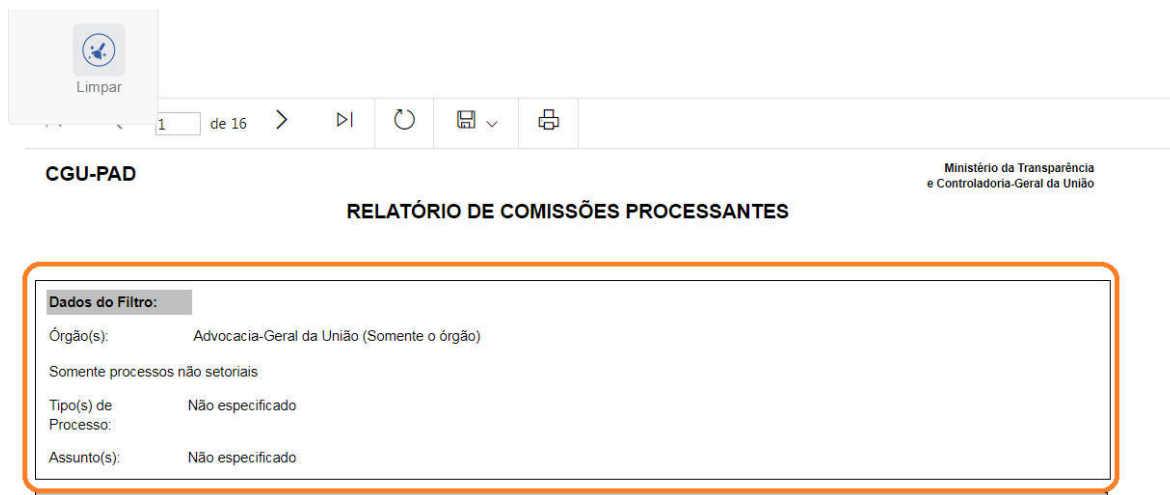 Limpar
1 de 16
CGU-PAD
Ministério da Transparência
e Controladoria-Geral da União
RELATÓRIO DE COMISSÕES PROCESSANTES
Dados do Filtro:
Órgão(s): Advocacia-Geral da União (Somente o órgão)
Somente processos não setoriais
Tipo(s) de Não especificado
Processo:
Assunto(s): Não especificado